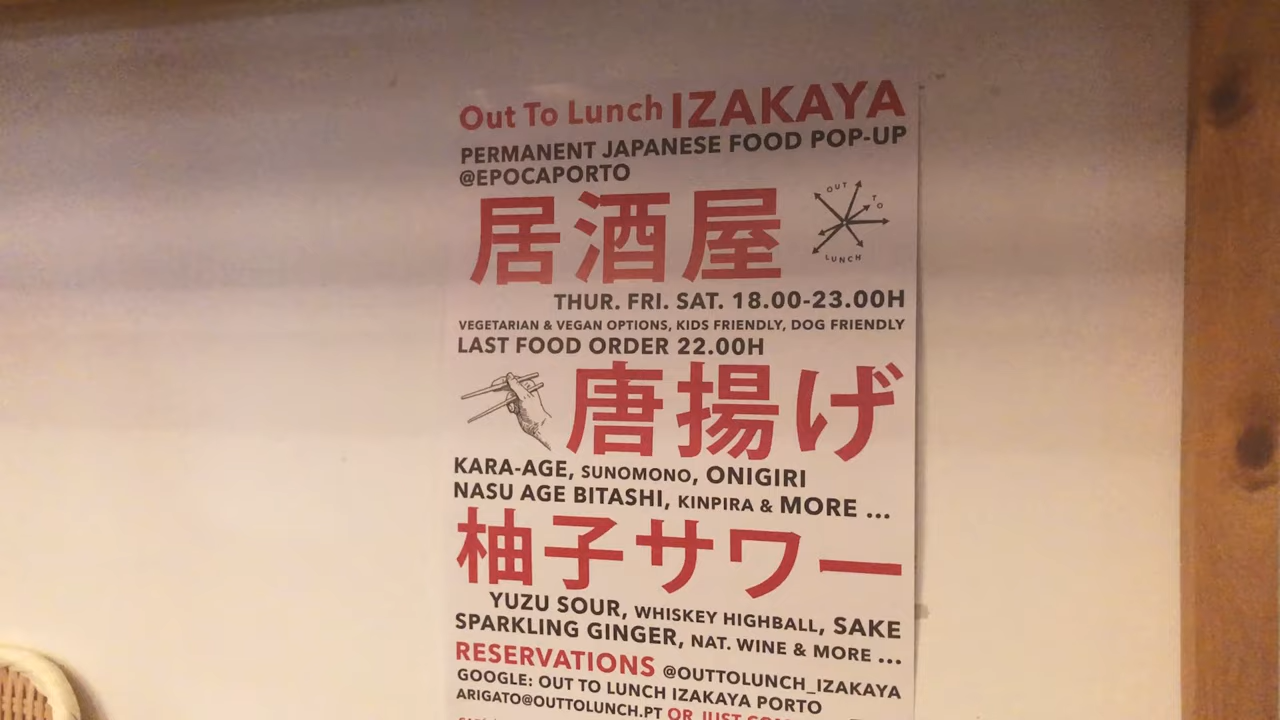 Out To Lunch IZAKAYA
PERMANENT JAPANESE FOOD POP-UP
@EPOCAPORTO
居酒屋
OUT TO LUNCH
THUR. FRI. SAT. 18.00-23.00H
VEGETARIAN & VEGAN OPTIONS, KIDS FRIENDLY, DOG FRIENDLY
LAST FOOD ORDER 22.00H
唐揚げ
KARA-AGE, SUNOMONO, ONIGIRI
NASU AGE BITASHI, KINPIRA & MORE ...
柚子サワー
YUZU SOUR, WHISKEY HIGHBALL, SAKE
SPARKLING GINGER, NAT. WINE & MORE ...
RESERVATIONS @OUTTOLUNCH_IZAKAYA
GOOGLE: OUT TO LUNCH IZAKAYA PORTO
ARIGATO@OUTTOLUNCH.PT OR JUST